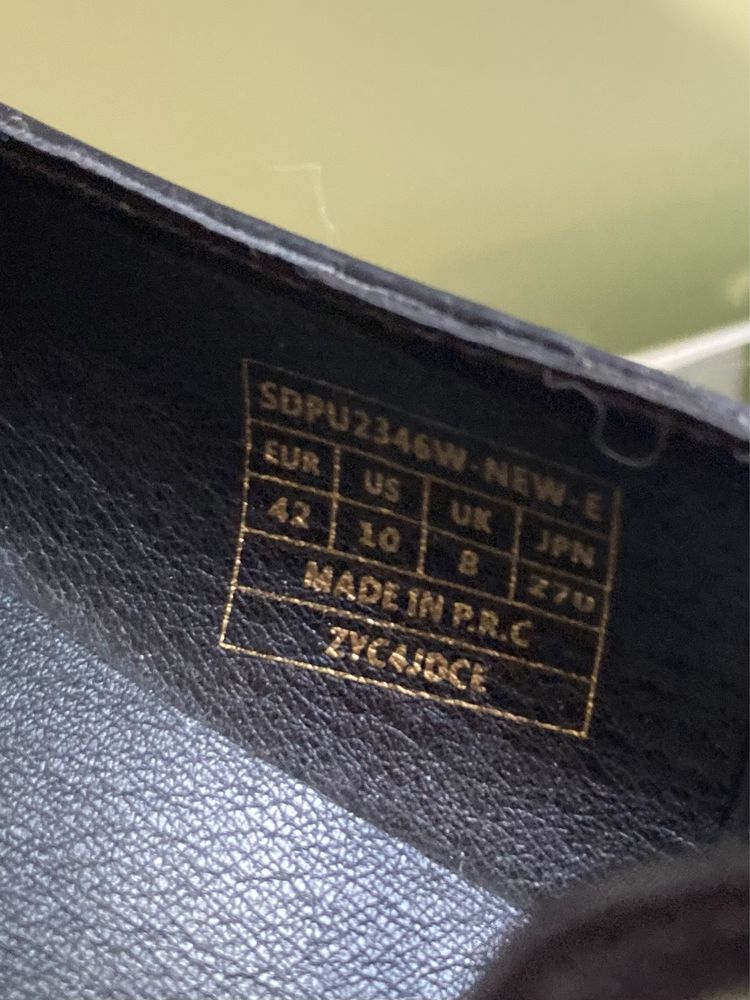 SDPU2346W-NEW-E
EUR US UK JPN
42 10 8 270
MADE IN P.R.C
ZYC4JDCE